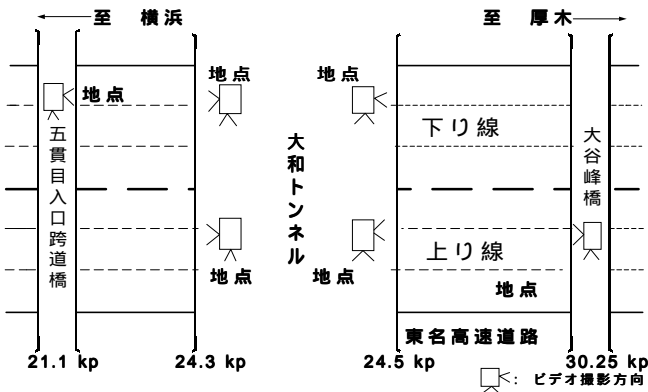 至 横浜
至 厚木
地点
地点
地点
五貫目入口跨道橋
大和トンネル
下り線
大谷峰橋
上り線
地点
地点
地点
東名高速道路
21.1 kp
24.3 kp
24.5 kp
30.25 kp
: ビデオ撮影方向